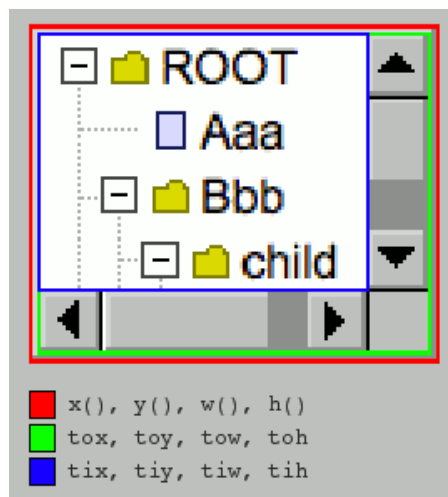 ROOT
Aaa
Bbb
child
x(), y(), w(), h()
tox, toy, tow, toh
tix, tiy, tiw, tih